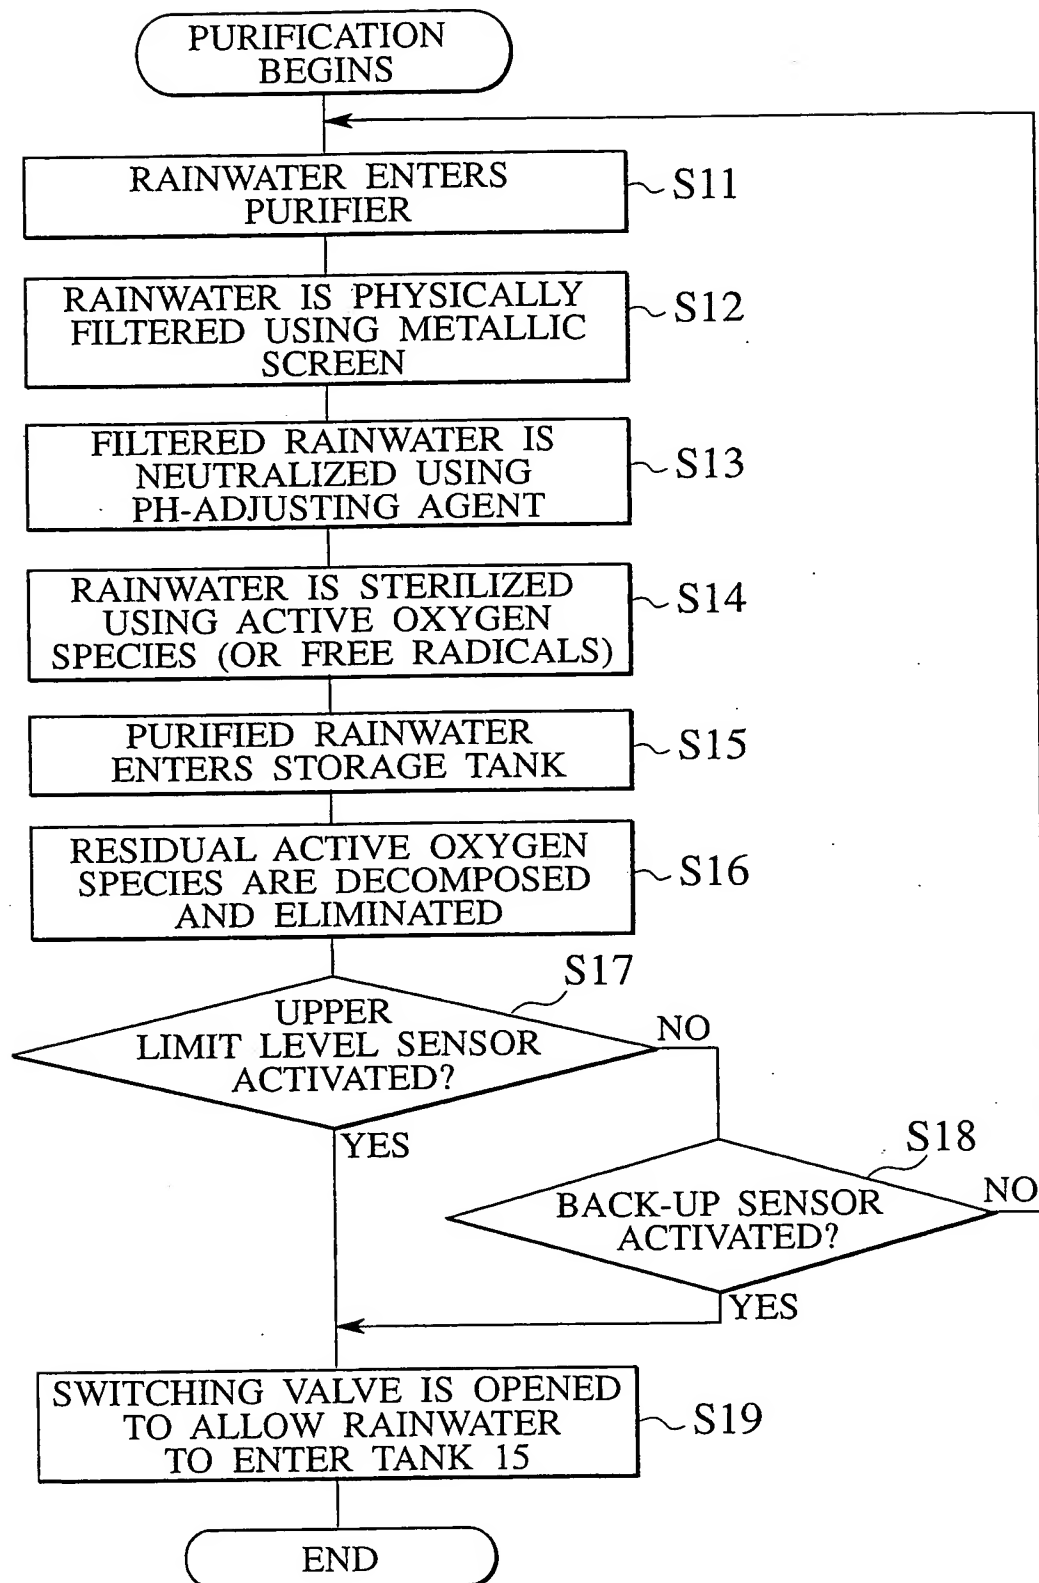 PURIFICATION
BEGINS
RAINWATER ENTERS
PURIFIER
S11
RAINWATER IS PHYSICALLY
FILTERED USING METALLIC
SCREEN
S12
FILTERED RAINWATER IS
NEUTRALIZED USING
PH-ADJUSTING AGENT
S13
RAINWATER IS STERILIZED
USING ACTIVE OXYGEN
SPECIES (OR FREE RADICALS)
S14
PURIFIED RAINWATER
ENTERS STORAGE TANK
S15
RESIDUAL ACTIVE OXYGEN
SPECIES ARE DECOMPOSED
AND ELIMINATED
S16
S17
UPPER
LIMIT LEVEL SENSOR
ACTIVATED?
NO
YES
S18
BACK-UP SENSOR
ACTIVATED?
NO
YES
SWITCHING VALVE IS OPENED
TO ALLOW RAINWATER
TO ENTER TANK 15
S19
END